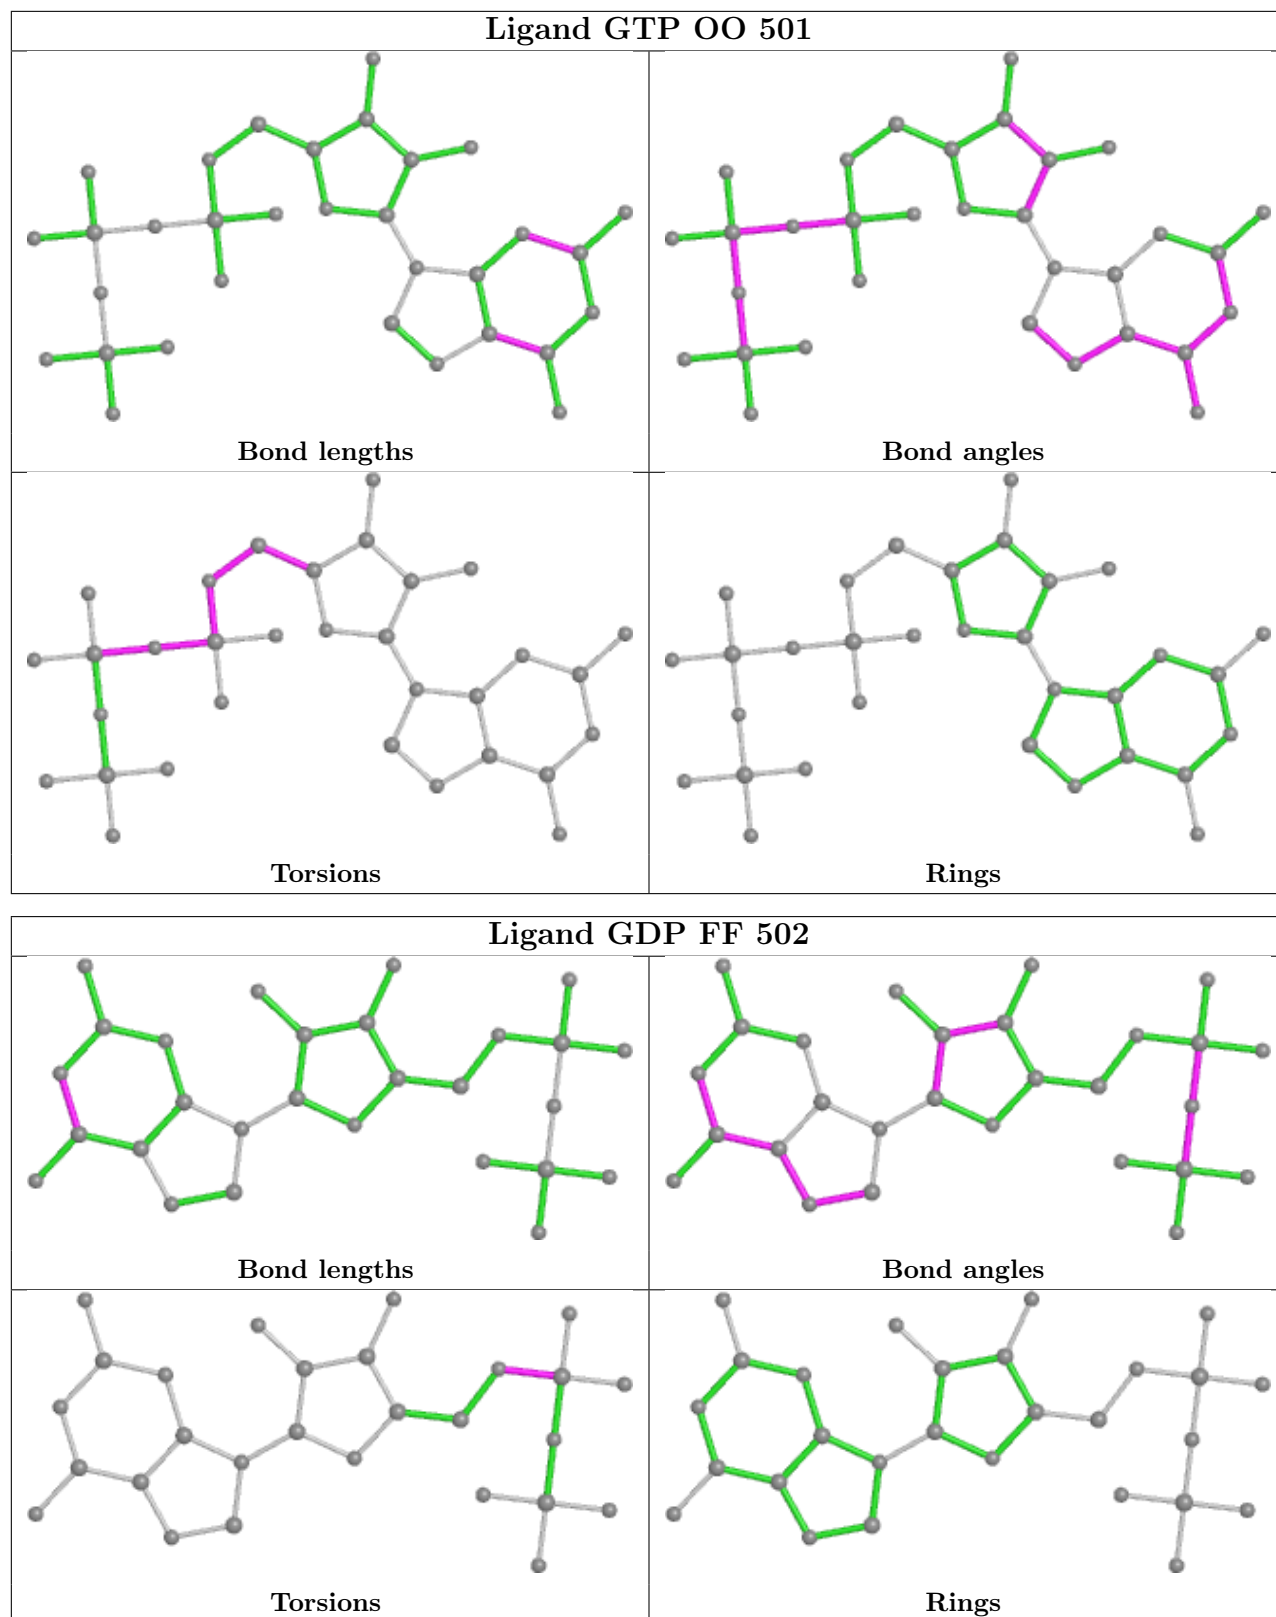 Ligand GTP OO 501
Bond lengths
Bond angles
Torsions
Rings
Ligand GDP FF 502
Bond lengths
Bond angles
Torsions
Rings